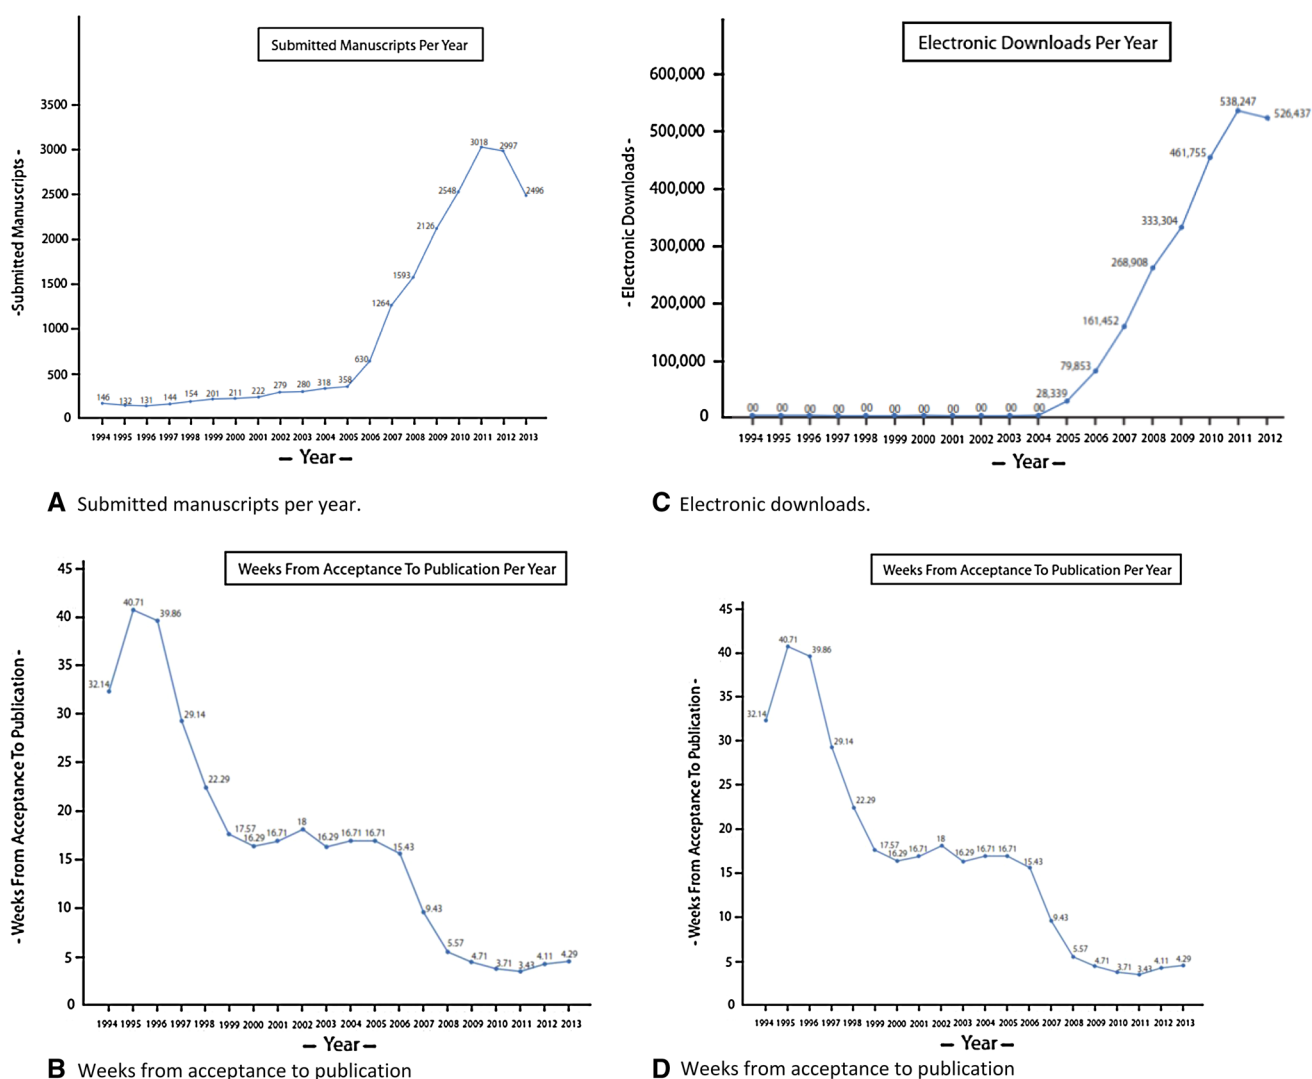 Submitted Manuscripts Per Year
-Submitted Manuscripts -
3500
3000
2500
2000
1500
1000
500
0
146 132 131 144 154 201 211 222 279 280 318 358 630 1264 1593 2126 2548 3018 2997 2496
1994 1995 1996 1997 1998 1999 2000 2001 2002 2003 2004 2005 2006 2007 2008 2009 2010 2011 2012 2013
— Year —
A Submitted manuscripts per year.
Electronic Downloads Per Year
- Electronic Downloads -
600,000
500,000
400,000
300,000
200,000
100,000
0
00 00 00 00 00 00 00 00 00 00 00 28,339 79,853 161,452 268,908 333,304 461,755 538,247 526,437
1994 1995 1996 1997 1998 1999 2000 2001 2002 2003 2004 2005 2006 2007 2008 2009 2010 2011 2012
— Year —
C Electronic downloads.
Weeks From Acceptance To Publication Per Year
- Weeks From Acceptance To Publication -
45
40
35
30
25
20
15
10
5
0
32.14 40.71 39.86 29.14 22.29 17.57 16.29 16.71 18 16.29 16.71 16.71 15.43 9.43 5.57 4.71 3.71 3.43 4.11 4.29
1994 1995 1996 1997 1998 1999 2000 2001 2002 2003 2004 2005 2006 2007 2008 2009 2010 2011 2012 2013
— Year —
B Weeks from acceptance to publication
Weeks From Acceptance To Publication Per Year
- Weeks From Acceptance To Publication -
45
40
35
30
25
20
15
10
5
0
32.14 40.71 39.86 29.14 22.29 17.57 16.29 16.71 18 16.29 16.71 16.71 15.43 9.43 5.57 4.71 3.71 3.43 4.11 4.29
1994 1995 1996 1997 1998 1999 2000 2001 2002 2003 2004 2005 2006 2007 2008 2009 2010 2011 2012 2013
— Year —
D Weeks from acceptance to publication